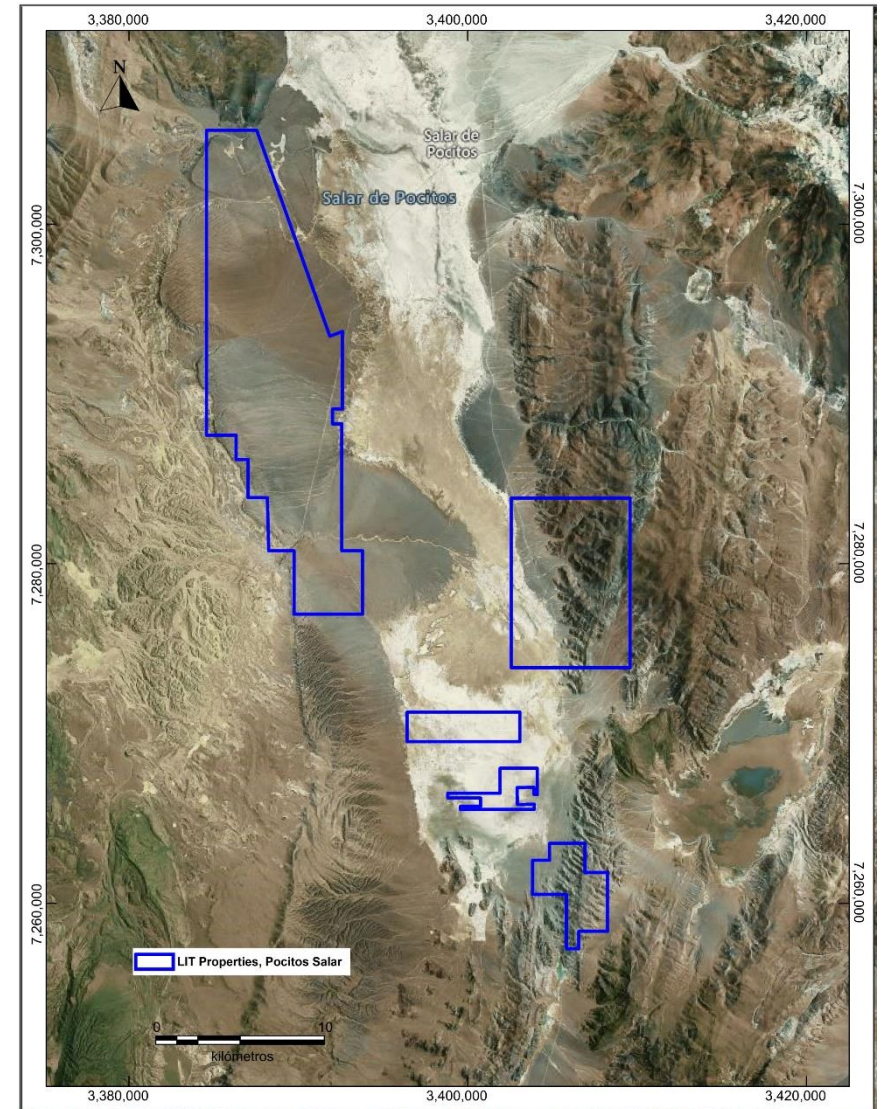 3,380,000
3,400,000
3,420,000
N
Salar de
Pocitos
Salar de Pocitos
7,300,000
7,300,000
7,280,000
7,280,000
7,260,000
7,260,000
LIT Properties, Pocitos Salar
0
10
kilómetros
3,380,000
3,400,000
3,420,000